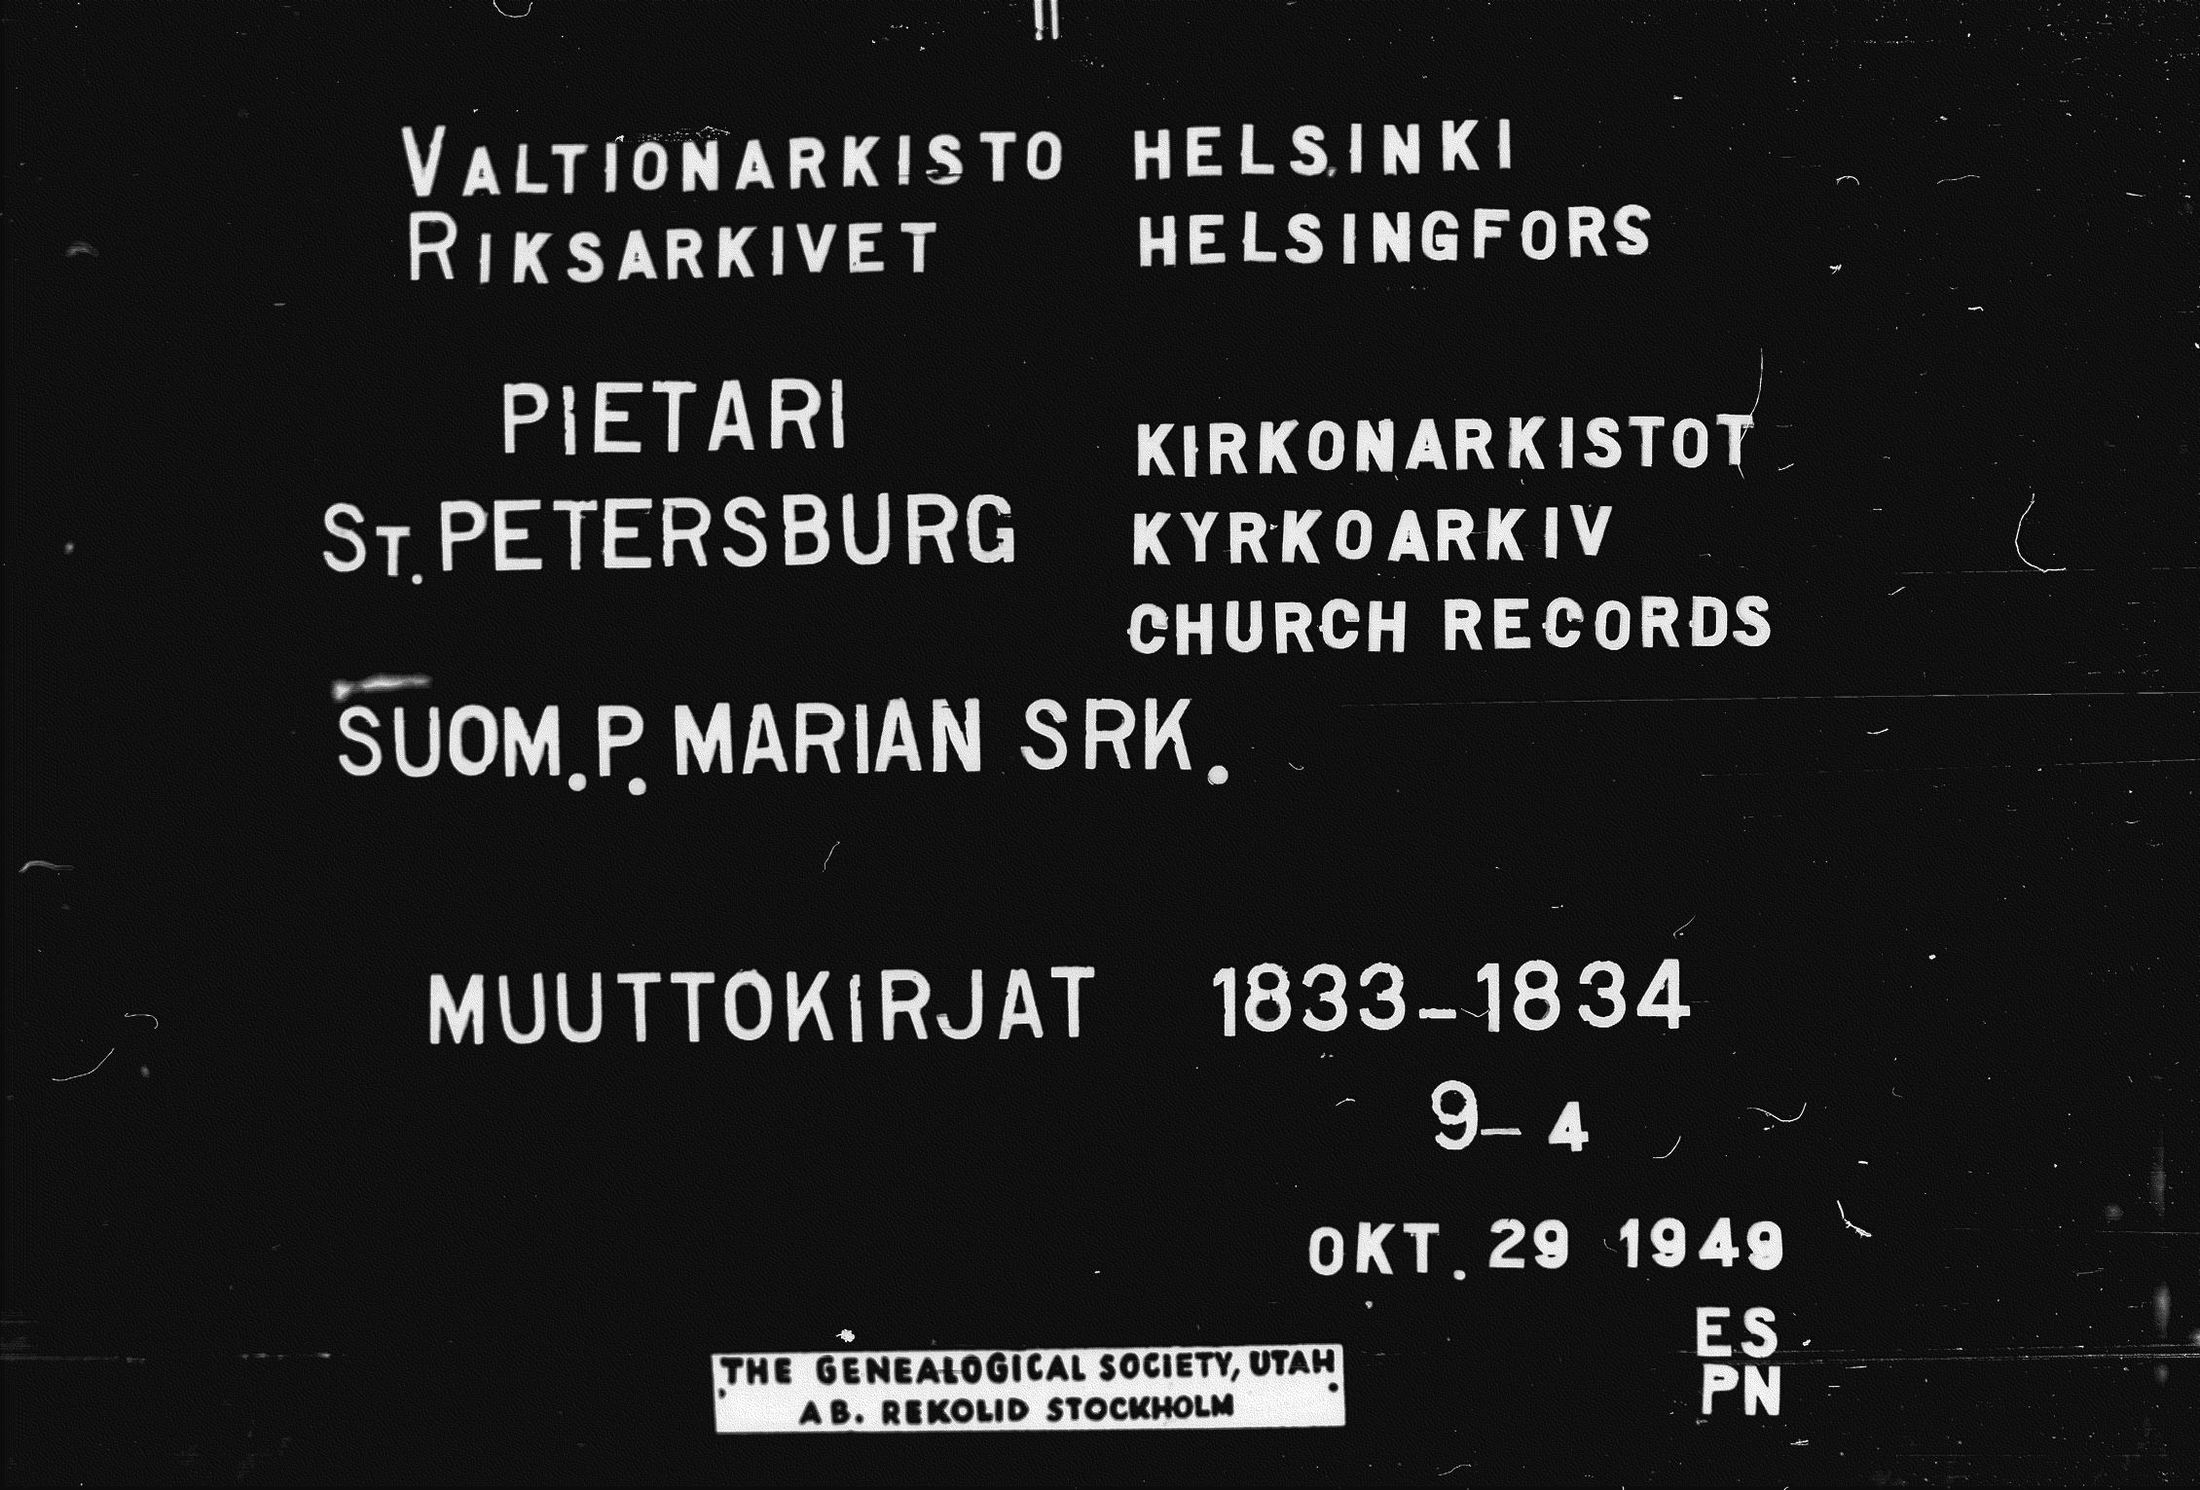 VALTIONARKISTO HELSINKI
RIKSARKIVET HELSINGFORS
PIETARI
ST. PETERSBURG
KIRKONARKISTOT
KYRKOARKIV
CHURCH RECORDS
SUOM. P. MARIAN SRK.
MUUTTOKIRJAT 1833-1834
9-4
OKT. 29 1949
ES
PN
THE GENEALOGICAL SOCIETY, UTAH
AB. REKOLID STOCKHOLM